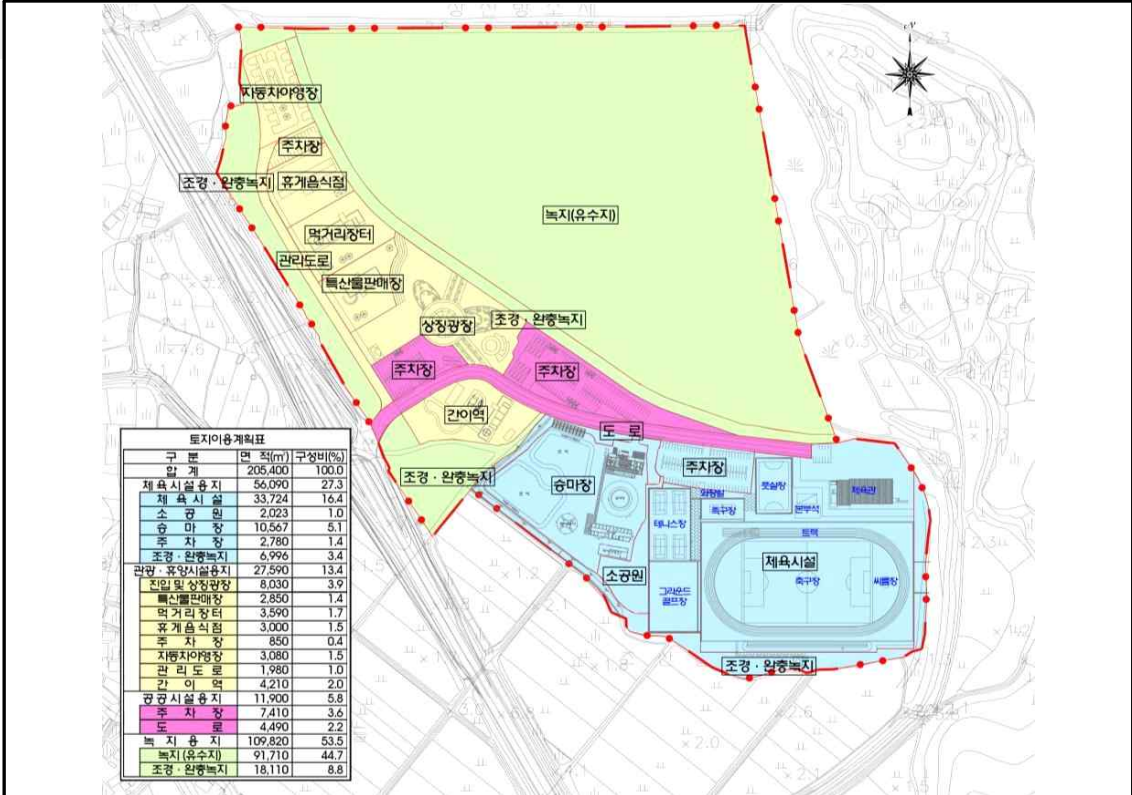 N
자동차야영장
주차장
조경·완충녹지
휴게음식점
녹지(유수지)
먹거리장터
관리도로
특산물판매장
상징광장
조경·완충녹지
주차장
주차장
간이역
도 로
조경·완충녹지
승마장
주차장
풋살장
체육관
족구장
본부석
테니스장
트랙
체육시설
축구장
씨름장
소공원
그라운드
골프장
조경·완충녹지
토지이용계획표
구 분 면 적(㎡) 구성비(%)
합 계 205,400 100.0
체육시설용지 56,090 27.3
체 육 시 설 33,724 16.4
소 공 원 2,023 1.0
승 마 장 10,567 5.1
주 차 장 2,780 1.4
조경·완충녹지 6,996 3.4
관광·휴양시설용지 27,590 13.4
진입 및 상징광장 8,030 3.9
특산물판매장 2,850 1.4
먹 거 리 장 터 3,590 1.7
휴 게 음 식 점 3,000 1.5
주 차 장 850 0.4
자동차야영장 3,080 1.5
관 리 도 로 1,980 1.0
간 이 역 4,210 2.0
공 공 시 설 용 지 11,900 5.8
주 차 장 7,410 3.6
도 로 4,490 2.2
녹 지 용 지 109,820 53.5
녹지(유수지) 91,710 44.7
조경·완충녹지 18,110 8.8